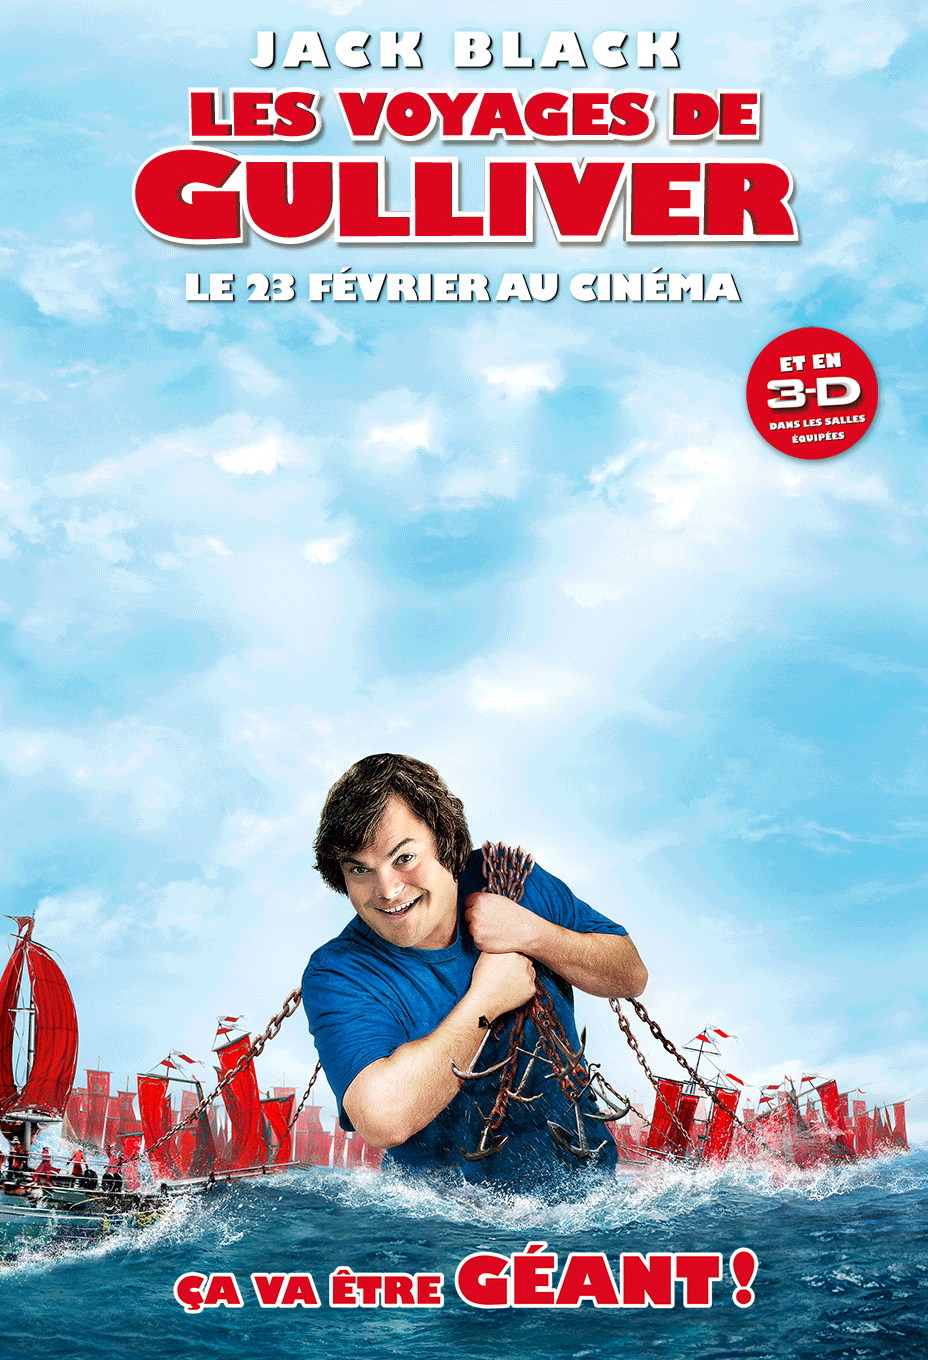 JACK BLACK
LES VOYAGES DE
GULLIVER
LE 23 FÉVRIER AU CINÉMA
ET EN
3-D
DANS LES SALLES
ÉQUIPÉES
ÇA VA ÊTRE GÉANT !